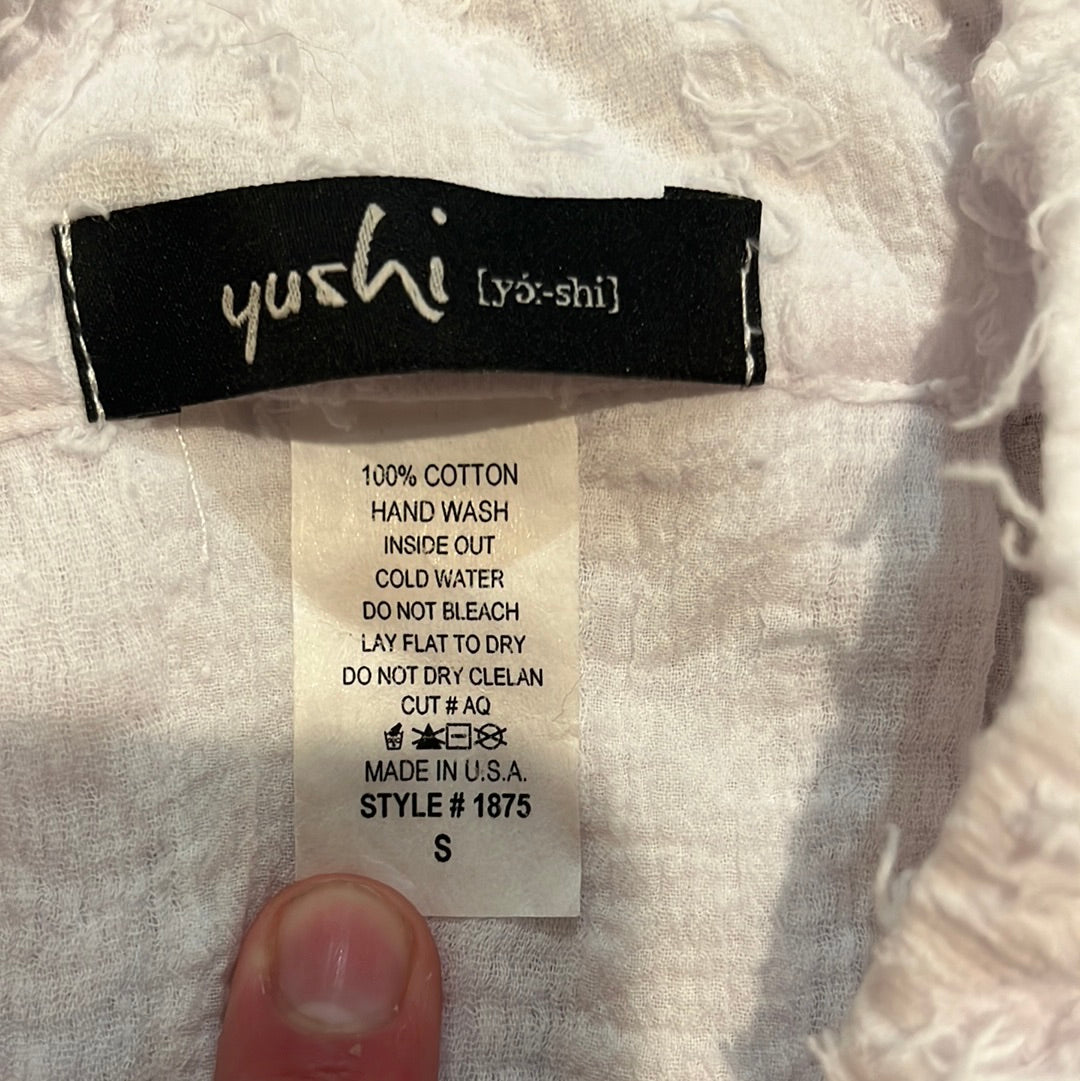 yushi [yɔ́:-shi]
100% COTTON
HAND WASH
INSIDE OUT
COLD WATER
DO NOT BLEACH
LAY FLAT TO DRY
DO NOT DRY CLELAN
CUT # AQ
MADE IN U.S.A.
STYLE # 1875
S